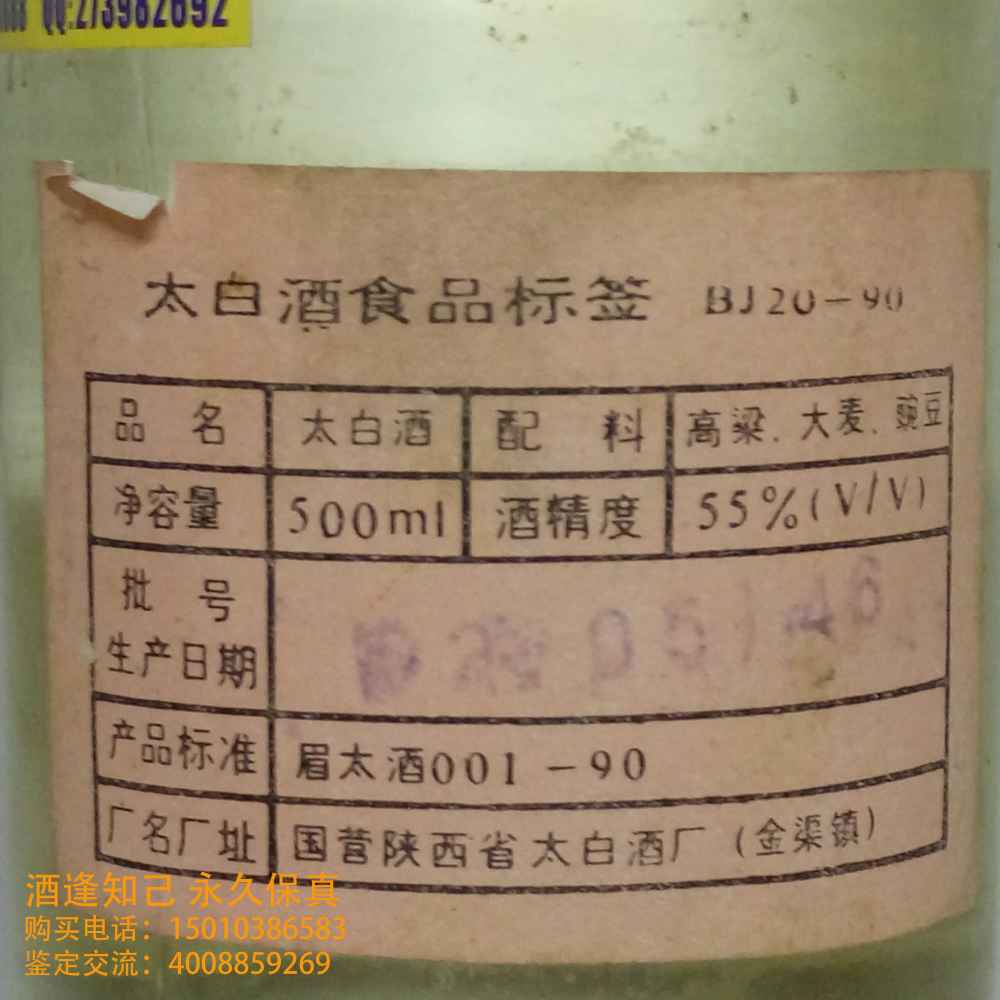 QQ:273982692
太白酒食品标签 BJ20-90
品 名 太白酒 配 料 高梁、大麦、豌豆
净容量 500ml 酒精度 55%(V/V)
批 号
生产日期
产品标准 眉太酒001-90
厂名厂址 国营陕西省太白酒厂(金渠镇)
酒逢知己 永久保真
购买电话：15010386583
鉴定交流：4008859269